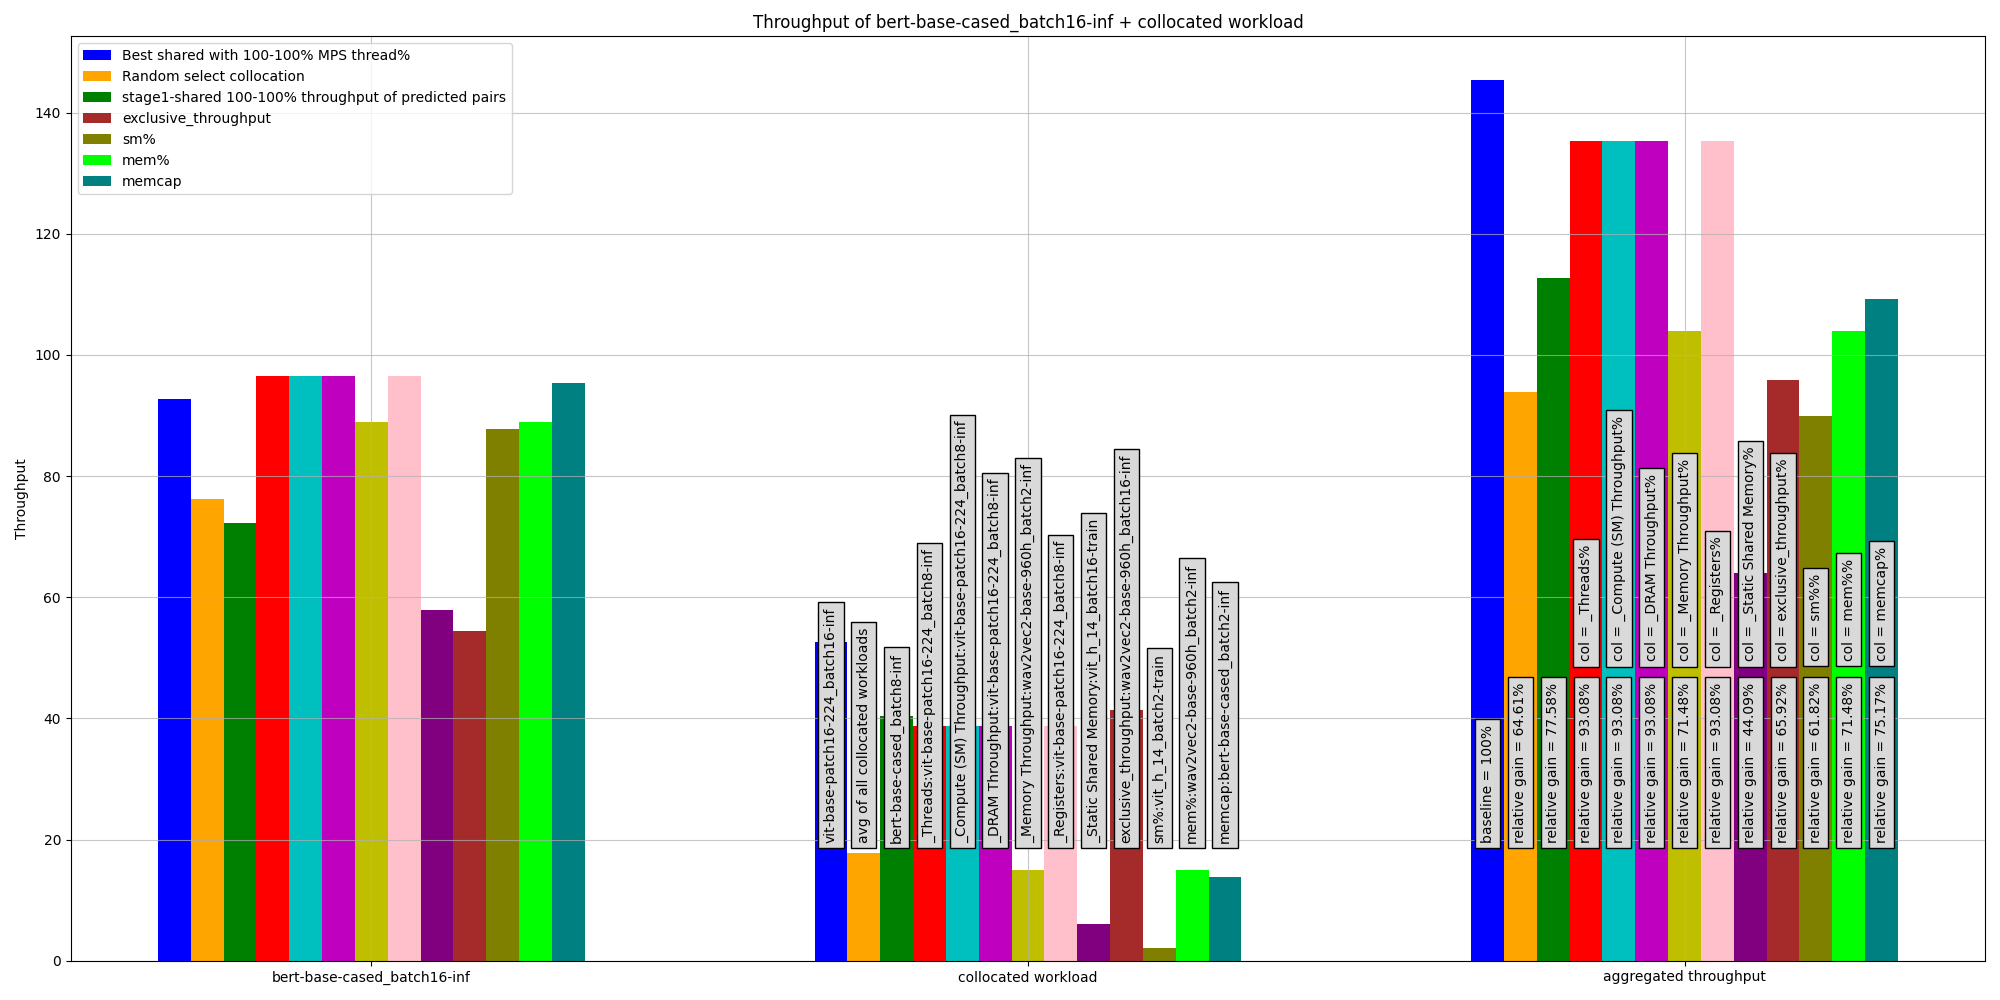 Throughput of bert-base-cased_batch16-inf + collocated workload
Best shared with 100-100% MPS thread%
Random select collocation
stage1-shared 100-100% throughput of predicted pairs
exclusive_throughput
sm%
mem%
memcap
Throughput
140
120
100
80
60
40
20
0
vit-base-patch16-224_batch16-inf
avg of all collocated workloads
bert-base-cased_batch8-inf
_Threads:vit-base-patch16-224_batch8-inf
_Compute (SM) Throughput:vit-base-patch16-224_batch8-inf
_DRAM Throughput:vit-base-patch16-224_batch8-inf
_Memory Throughput:wav2vec2-base-960h_batch2-inf
_Registers:vit-base-patch16-224_batch8-inf
_Static Shared Memory:vit_h_14_batch16-train
exclusive_throughput:wav2vec2-base-960h_batch16-inf
sm%:vit_h_14_batch2-train
mem%:wav2vec2-base-960h_batch2-inf
memcap:bert-base-cased_batch2-inf
col = _Threads%
col = _Compute (SM) Throughput%
col = _DRAM Throughput%
col = _Memory Throughput%
col = _Registers%
col = _Static Shared Memory%
col = exclusive_throughput%
col = sm%%
col = mem%%
col = memcap%
baseline = 100%
relative gain = 64.61%
relative gain = 77.58%
relative gain = 93.08%
relative gain = 93.08%
relative gain = 93.08%
relative gain = 71.48%
relative gain = 93.08%
relative gain = 44.09%
relative gain = 65.92%
relative gain = 61.82%
relative gain = 71.48%
relative gain = 75.17%
bert-base-cased_batch16-inf
collocated workload
aggregated throughput